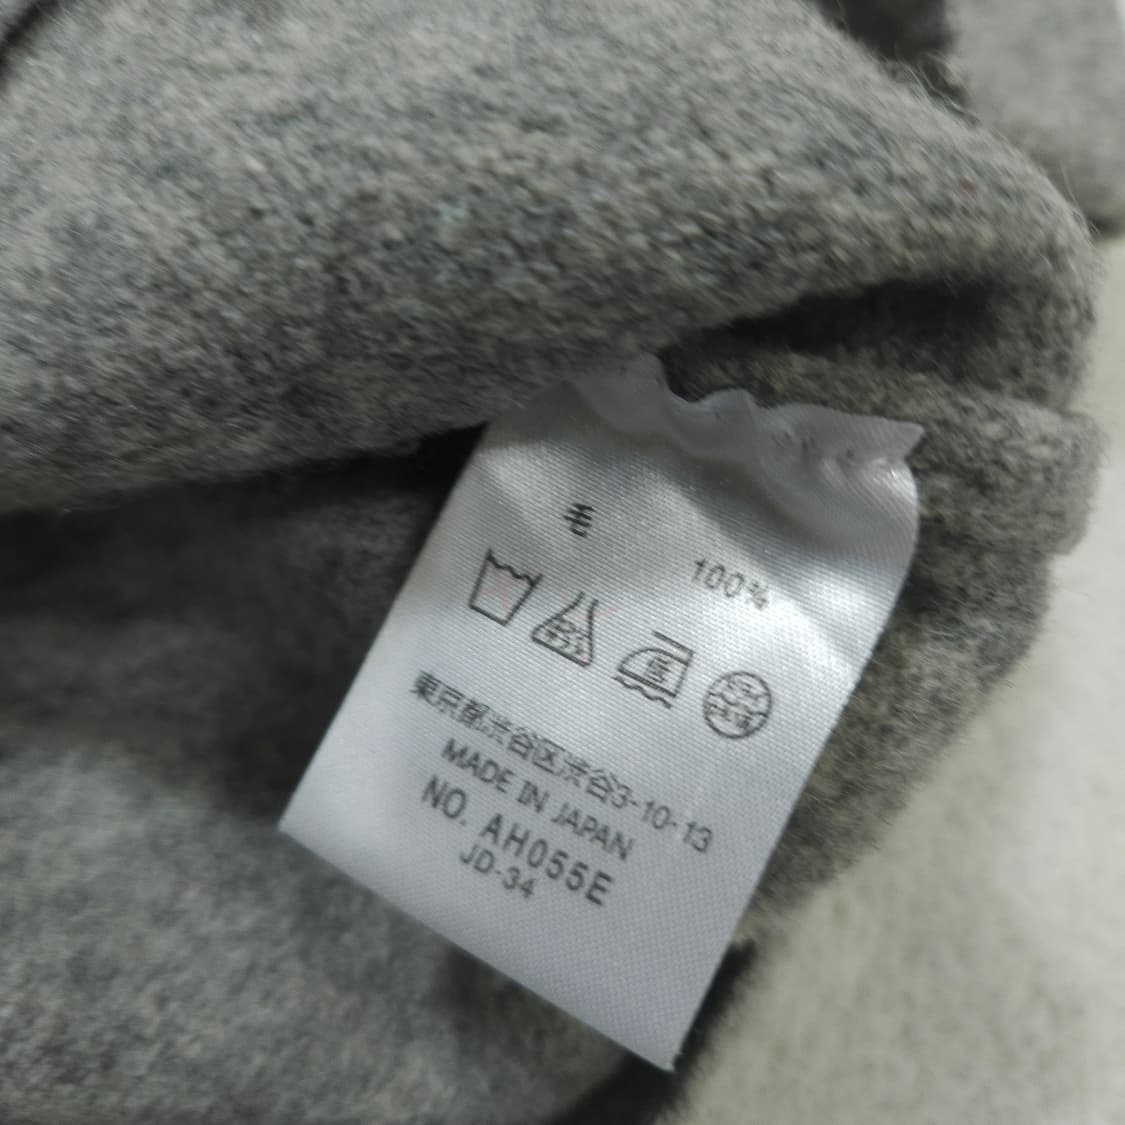 毛 100%
中
東京都渋谷区渋谷3-10-13
MADE IN JAPAN
NO. AH055E
JD-34